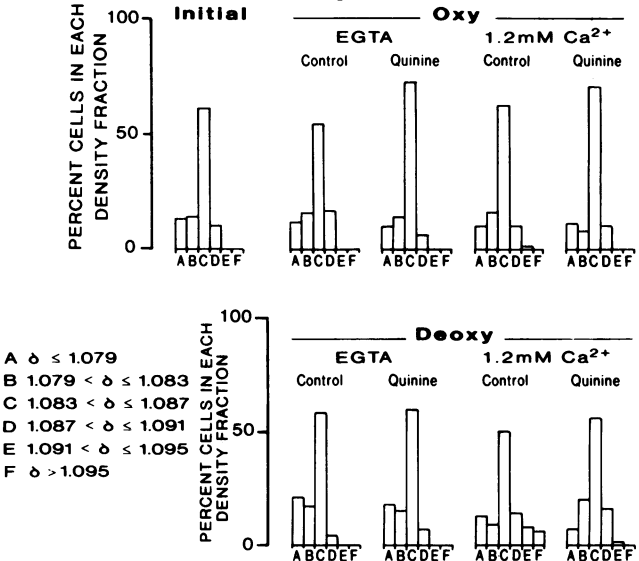 Initial
Oxy
EGTA 1.2mM Ca²⁺
Control Quinine Control Quinine
PERCENT CELLS IN EACH
DENSITY FRACTION
100
50
0
ABCDEF ABCDEF ABCDEF ABCDEF ABCDEF
Deoxy
EGTA 1.2mM Ca²⁺
Control Quinine Control Quinine
PERCENT CELLS IN EACH
DENSITY FRACTION
100
50
0
ABCDEF ABCDEF ABCDEF ABCDEF
A δ ≤ 1.079
B 1.079 < δ ≤ 1.083
C 1.083 < δ ≤ 1.087
D 1.087 < δ ≤ 1.091
E 1.091 < δ ≤ 1.095
F δ > 1.095